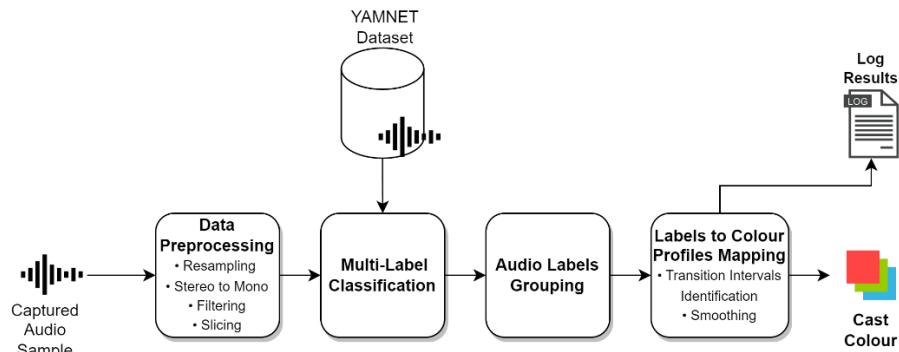 YAMNET
Dataset
Log
Results
LOG
Data
Preprocessing
• Resampling
• Stereo to Mono
• Filtering
• Slicing
Multi-Label
Classification
Audio Labels
Grouping
Labels to Colour
Profiles Mapping
• Transition Intervals
Identification
• Smoothing
Captured
Audio
Sample
Cast
Colour